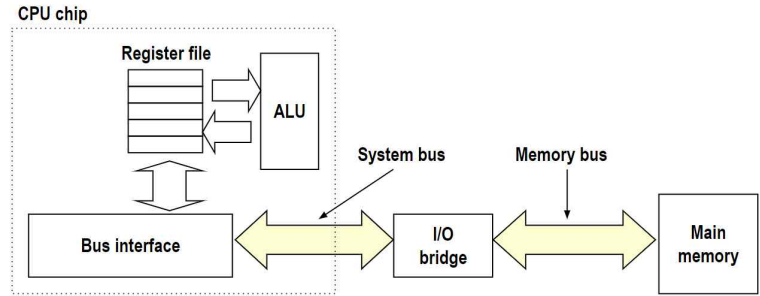 CPU chip
Register file
ALU
System bus
Memory bus
Bus interface
I/O
bridge
Main
memory